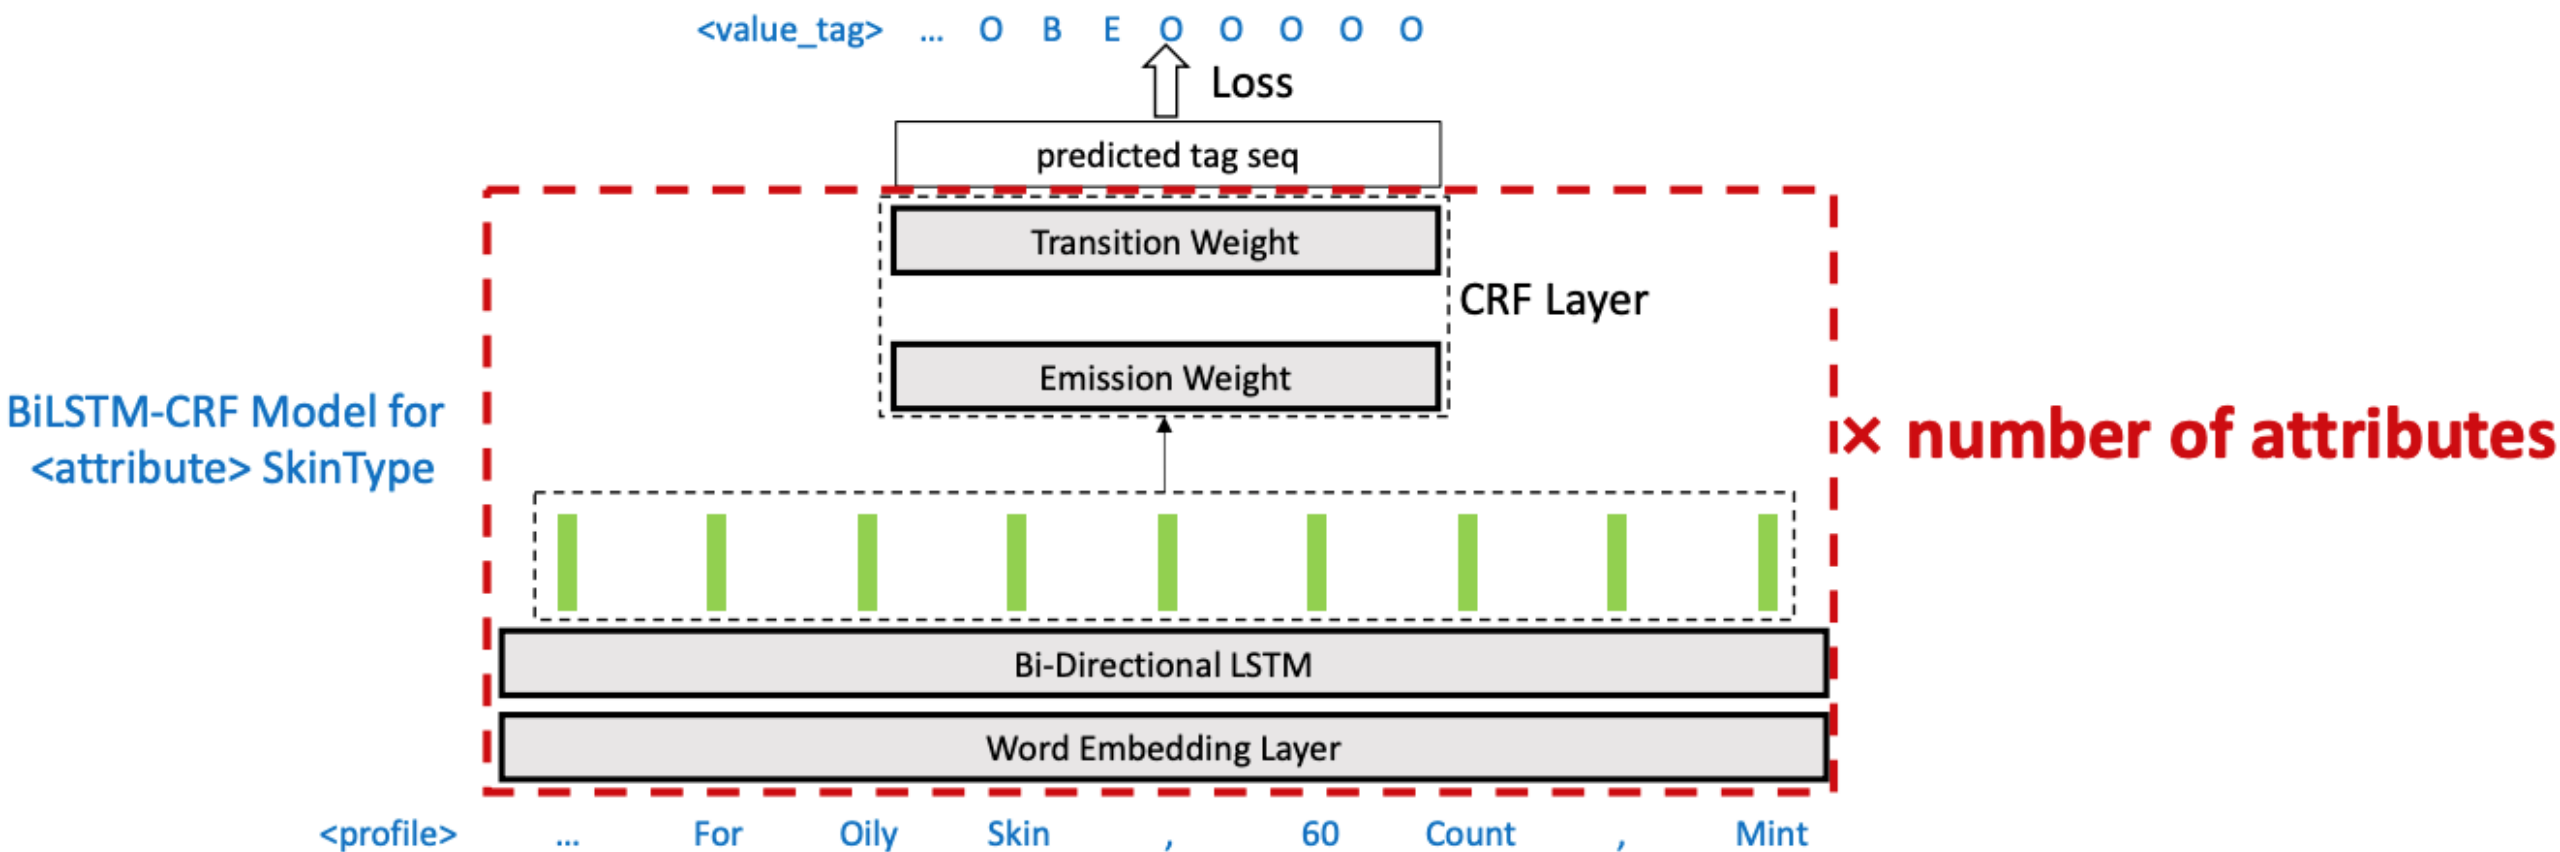 <value_tag> ... O B E O O O O O
Loss
predicted tag seq
Transition Weight
CRF Layer
Emission Weight
BiLSTM-CRF Model for
<attribute> SkinType
× number of attributes
Bi-Directional LSTM
Word Embedding Layer
<profile> ... For Oily Skin , 60 Count , Mint